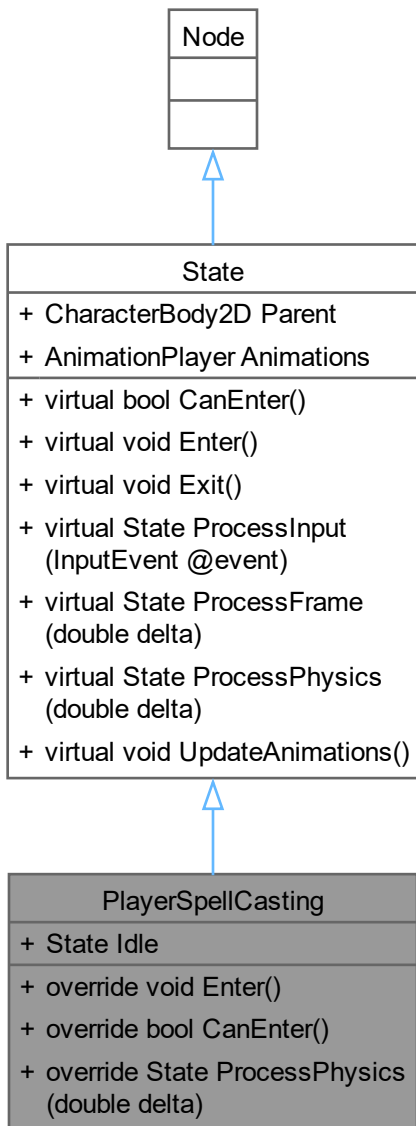 Node
State
+ CharacterBody2D Parent
+ AnimationPlayer Animations
+ virtual bool CanEnter()
+ virtual void Enter()
+ virtual void Exit()
+ virtual State ProcessInput
(InputEvent @event)
+ virtual State ProcessFrame
(double delta)
+ virtual State ProcessPhysics
(double delta)
+ virtual void UpdateAnimations()
PlayerSpellCasting
+ State Idle
+ override void Enter()
+ override bool CanEnter()
+ override State ProcessPhysics
(double delta)